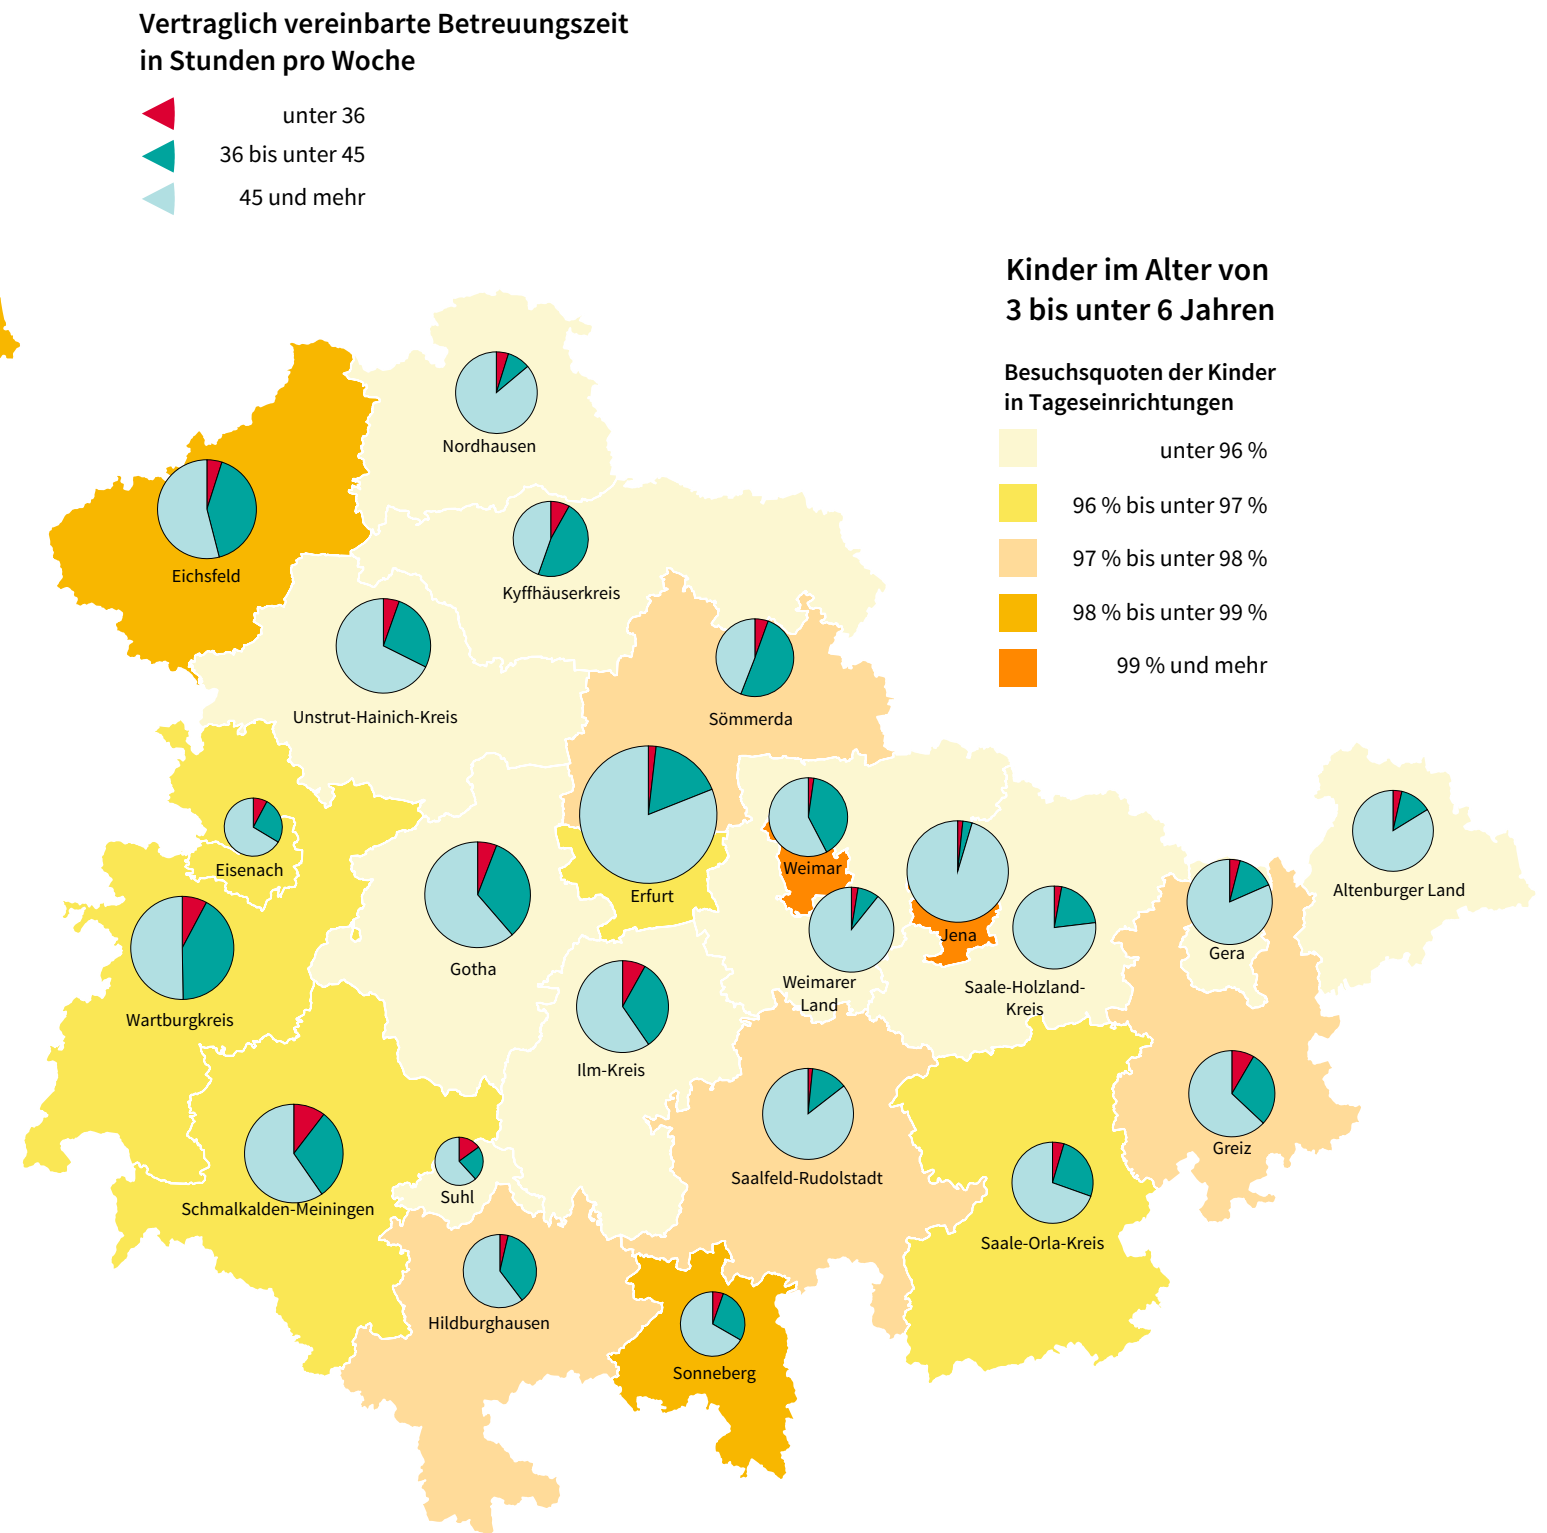 Vertraglich vereinbarte Betreuungszeit
in Stunden pro Woche
unter 36
36 bis unter 45
45 und mehr
Kinder im Alter von
3 bis unter 6 Jahren
Besuchsquoten der Kinder
in Tageseinrichtungen
unter 96 %
96 % bis unter 97 %
97 % bis unter 98 %
98 % bis unter 99 %
99 % und mehr
Nordhausen
Eichsfeld
Kyffhäuserkreis
Unstrut-Hainich-Kreis
Sömmerda
Eisenach
Weimar
Erfurt
Altenburger Land
Jena
Gera
Gotha
Weimarer
Land
Saale-Holzland-
Kreis
Wartburgkreis
Ilm-Kreis
Greiz
Saalfeld-Rudolstadt
Suhl
Schmalkalden-Meiningen
Saale-Orla-Kreis
Hildburghausen
Sonneberg